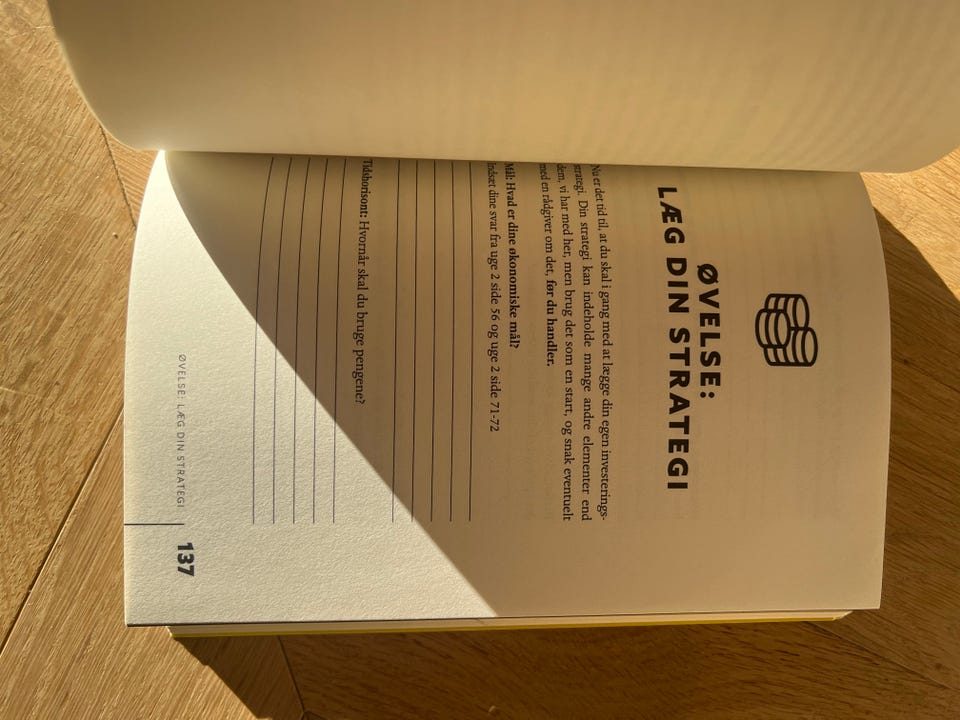 ØVELSE:
LÆG DIN STRATEGI
Nu er det tid til, at du skal i gang med at lægge din egen investerings-
strategi. Din strategi kan indeholde mange andre elementer end
dem, vi har med her, men brug det som en start, og snak eventuelt
med en rådgiver om det, før du handler.
Mål: Hvad er dine økonomiske mål?
Indsæt dine svar fra uge 2 side 56 og uge 2 side 71-72
Tidshorisont: Hvornår skal du bruge pengene?
ØVELSE: LÆG DIN STRATEGI
137